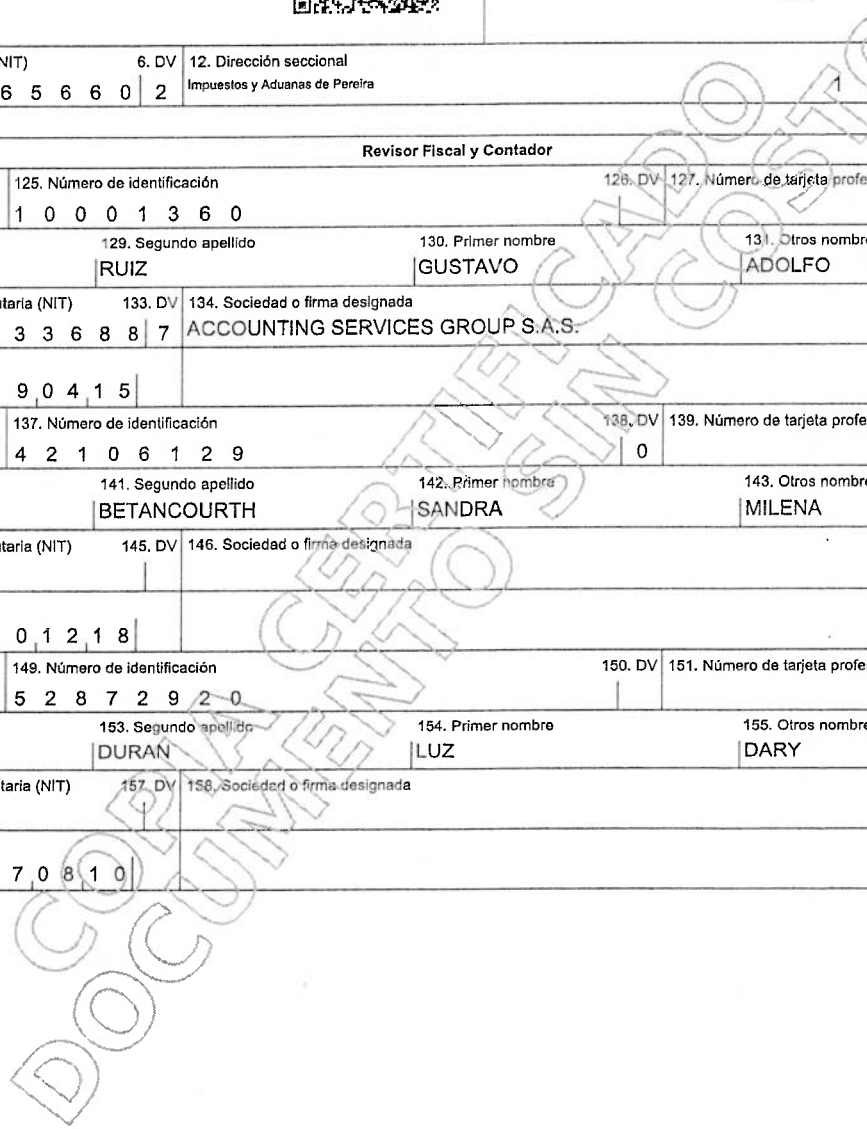 NIT) 6. DV 12. Dirección seccional
6 5 6 6 0 2 Impuestos y Aduanas de Pereira 1
Revisor Fiscal y Contador
125. Número de identificación 126. DV 127. Número de tarjeta profe
1 0 0 0 1 3 6 0
129. Segundo apellido 130. Primer nombre 131. Otros nombre
RUIZ GUSTAVO ADOLFO
taria (NIT) 133. DV 134. Sociedad o firma designada
3 3 6 8 8 7 ACCOUNTING SERVICES GROUP S.A.S.
9 0 4 1 5
137. Número de identificación 138. DV 139. Número de tarjeta profe
4 2 1 0 6 1 2 9 0
141. Segundo apellido 142. Primer nombre 143. Otros nombre
BETANCOURTH SANDRA MILENA
taria (NIT) 145. DV 146. Sociedad o firma designada
0 1 2 1 8
149. Número de identificación 150. DV 151. Número de tarjeta profe
5 2 8 7 2 9 2 0
153. Segundo apellido 154. Primer nombre 155. Otros nombre
DURAN LUZ DARY
taria (NIT) 157. DV 158. Sociedad o firma designada
7 0 8 1 0
COPIA CERTIFICADO
DOCUMENTO SIN COSTO